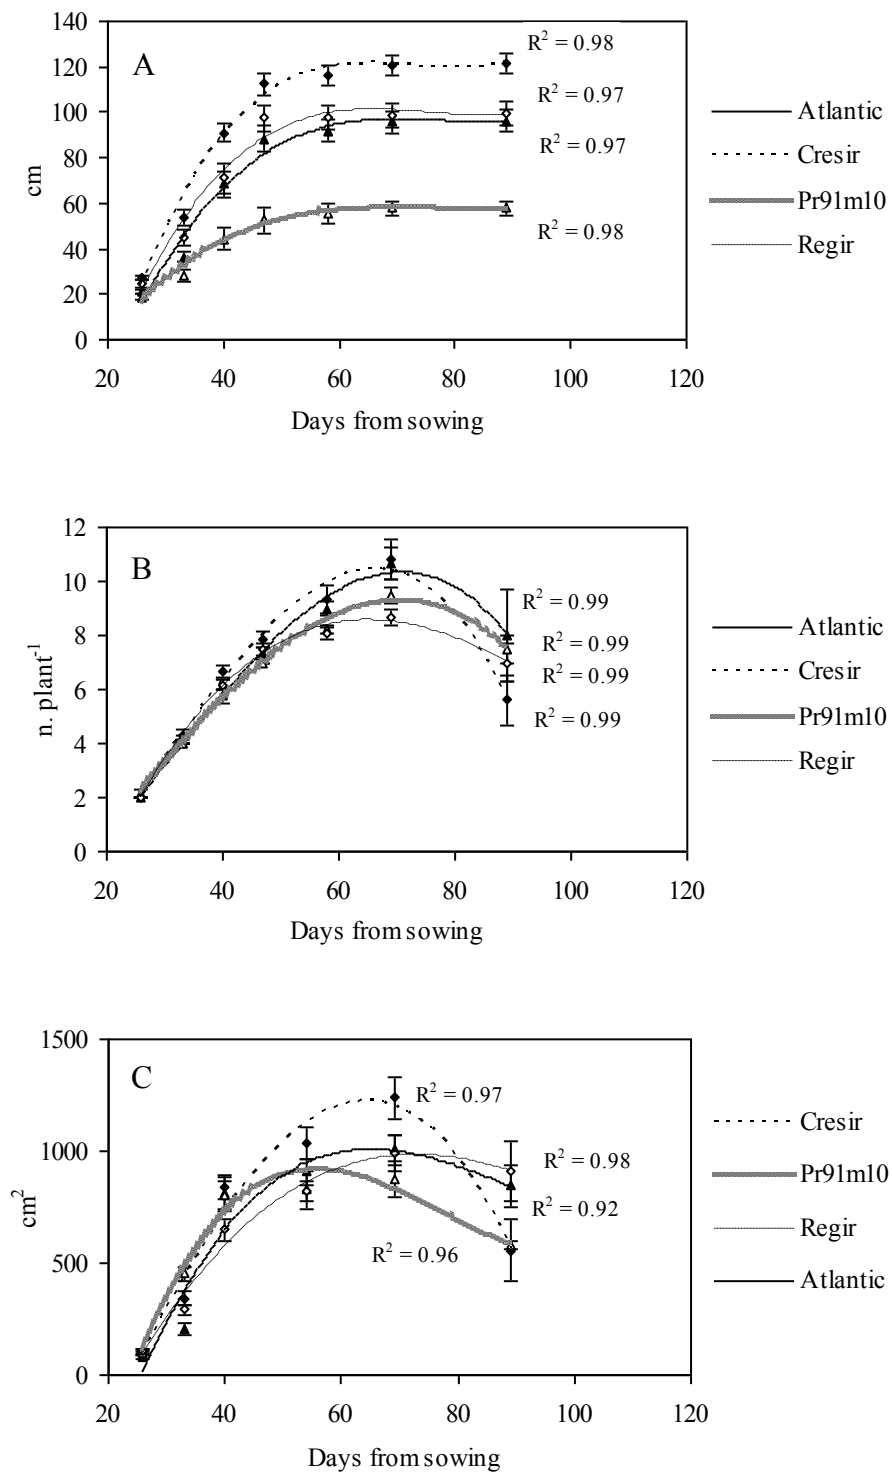 140
120
100
80
60
40
20
0
cm
A
R² = 0.98
R² = 0.97
R² = 0.97
R² = 0.98
20 40 60 80 100 120
Days from sowing
Atlantic
Cresir
Pr91m10
Regir
12
10
8
6
4
2
0
n. plant⁻¹
B
R² = 0.99
R² = 0.99
R² = 0.99
R² = 0.99
20 40 60 80 100 120
Days from sowing
Atlantic
Cresir
Pr91m10
Regir
1500
1000
500
0
cm²
C
R² = 0.97
R² = 0.98
R² = 0.92
R² = 0.96
20 40 60 80 100 120
Days from sowing
Cresir
Pr91m10
Regir
Atlantic